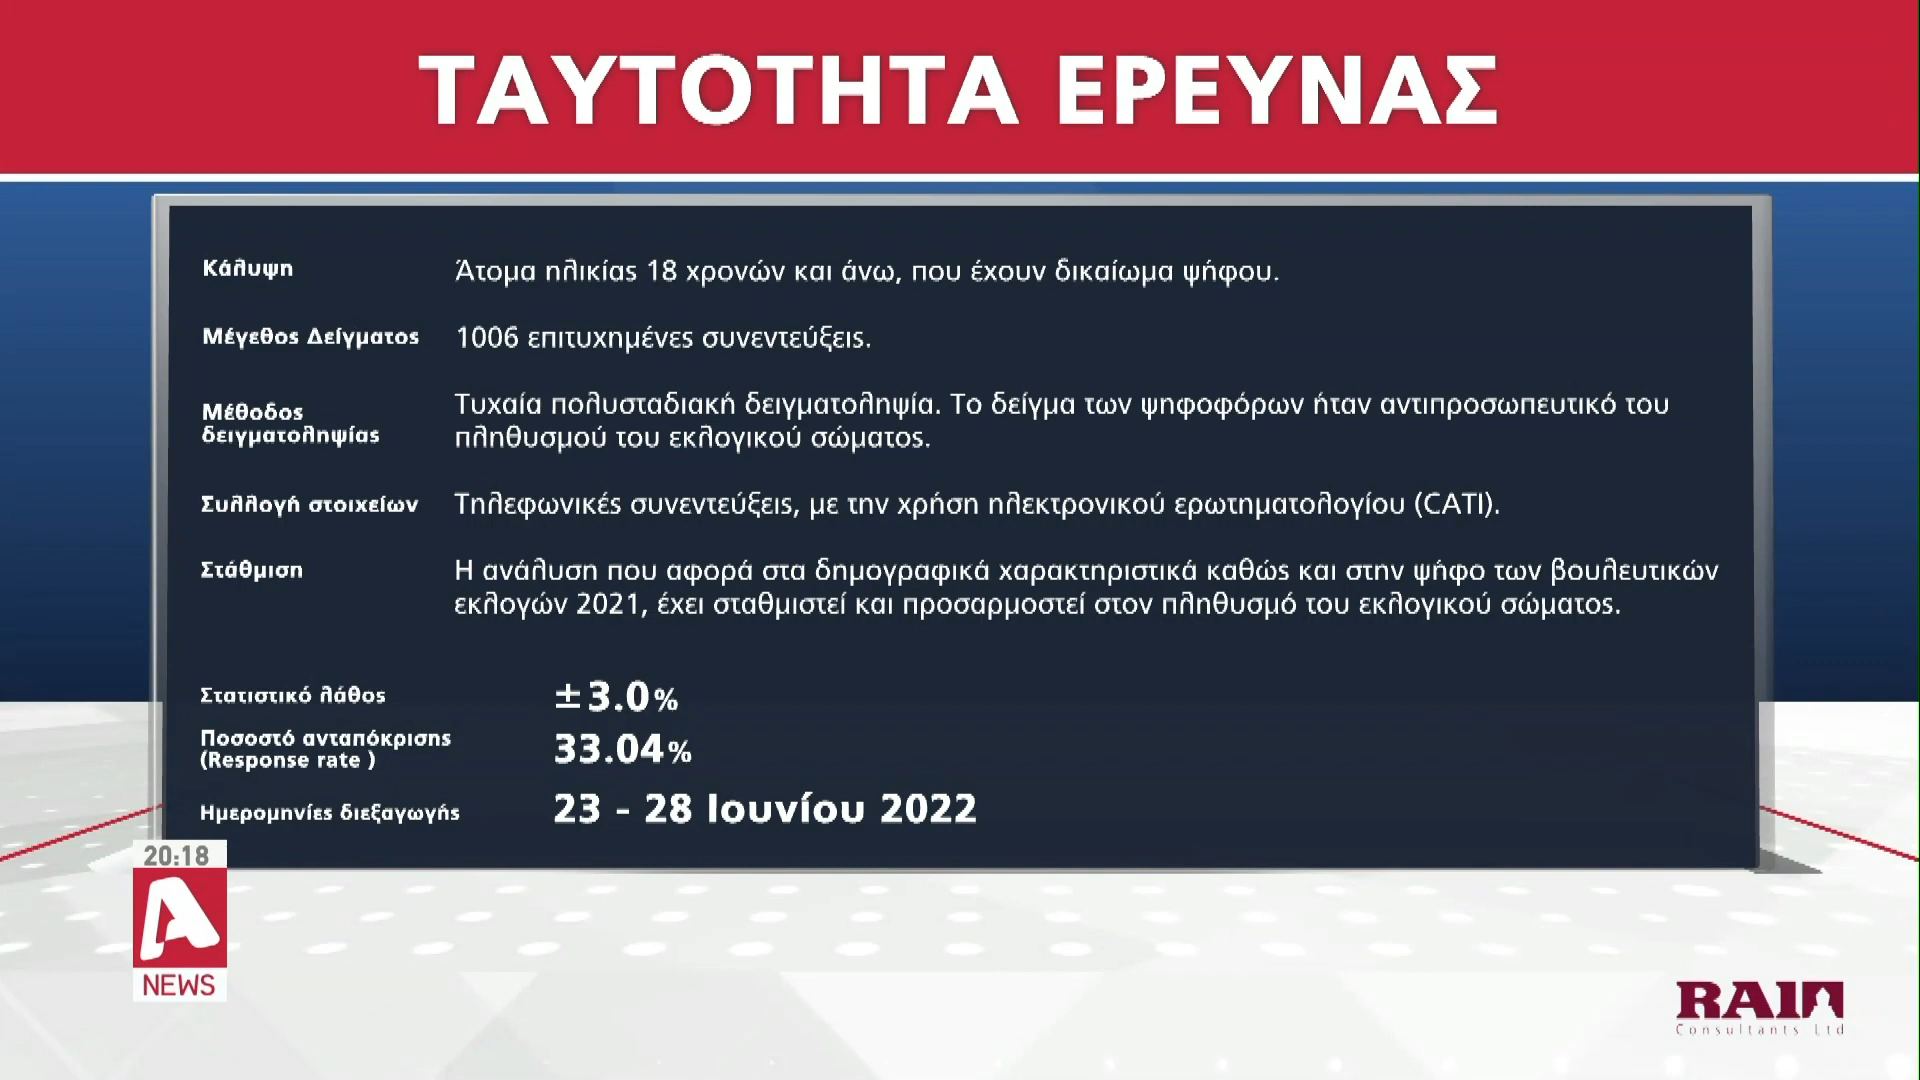 ΤΑΥΤΟΤΗΤΑ ΕΡΕΥΝΑΣ
Κάλυψη
Άτομα ηλικίας 18 χρονών και άνω, που έχουν δικαίωμα ψήφου.
Μέγεθος Δείγματος
1006 επιτυχημένες συνεντεύξεις.
Μέθοδος
δειγματοληψίας
Τυχαία πολυσταδιακή δειγματοληψία. Το δείγμα των ψηφοφόρων ήταν αντιπροσωπευτικό του
πληθυσμού του εκλογικού σώματος.
Συλλογή στοιχείων
Τηλεφωνικές συνεντεύξεις, με την χρήση ηλεκτρονικού ερωτηματολογίου (CATI).
Στάθμιση
Η ανάλυση που αφορά στα δημογραφικά χαρακτηριστικά καθώς και στην ψήφο των βουλευτικών
εκλογών 2021, έχει σταθμιστεί και προσαρμοστεί στον πληθυσμό του εκλογικού σώματος.
Στατιστικό λάθος
±3.0%
Ποσοστό ανταπόκρισης
(Response rate )
33.04%
Ημερομηνίες διεξαγωγής
23 - 28 Ιουνίου 2022
20:18
A
NEWS
RAI
Consultants Ltd